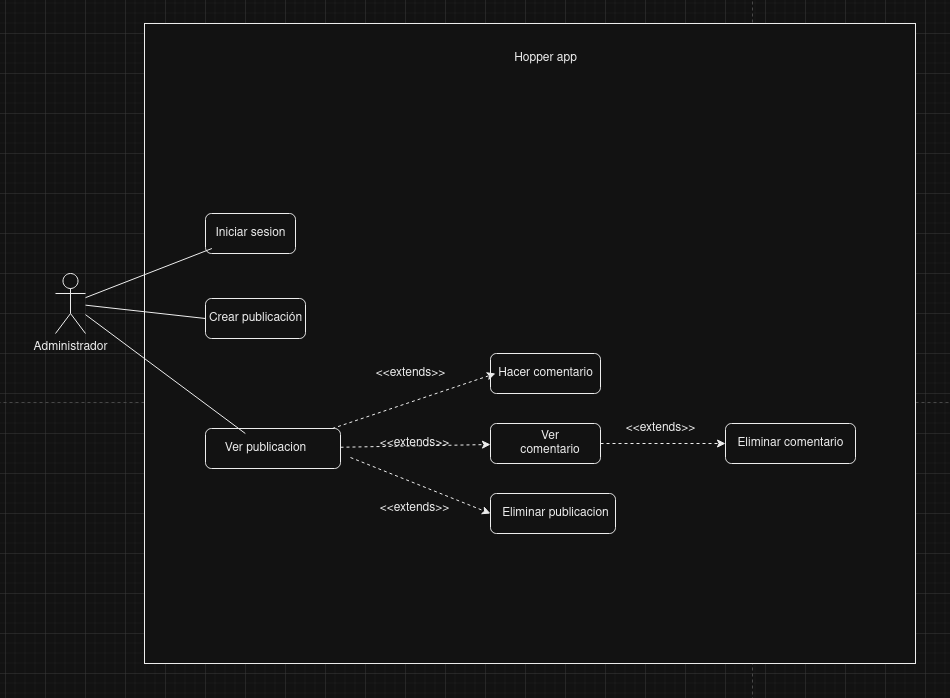 Hopper app
Iniciar sesion
Crear publicación
Administrador
<<extends>>
Hacer comentario
Ver publicacion
<<extends>>
Ver
comentario
<<extends>>
Eliminar comentario
<<extends>>
Eliminar publicacion